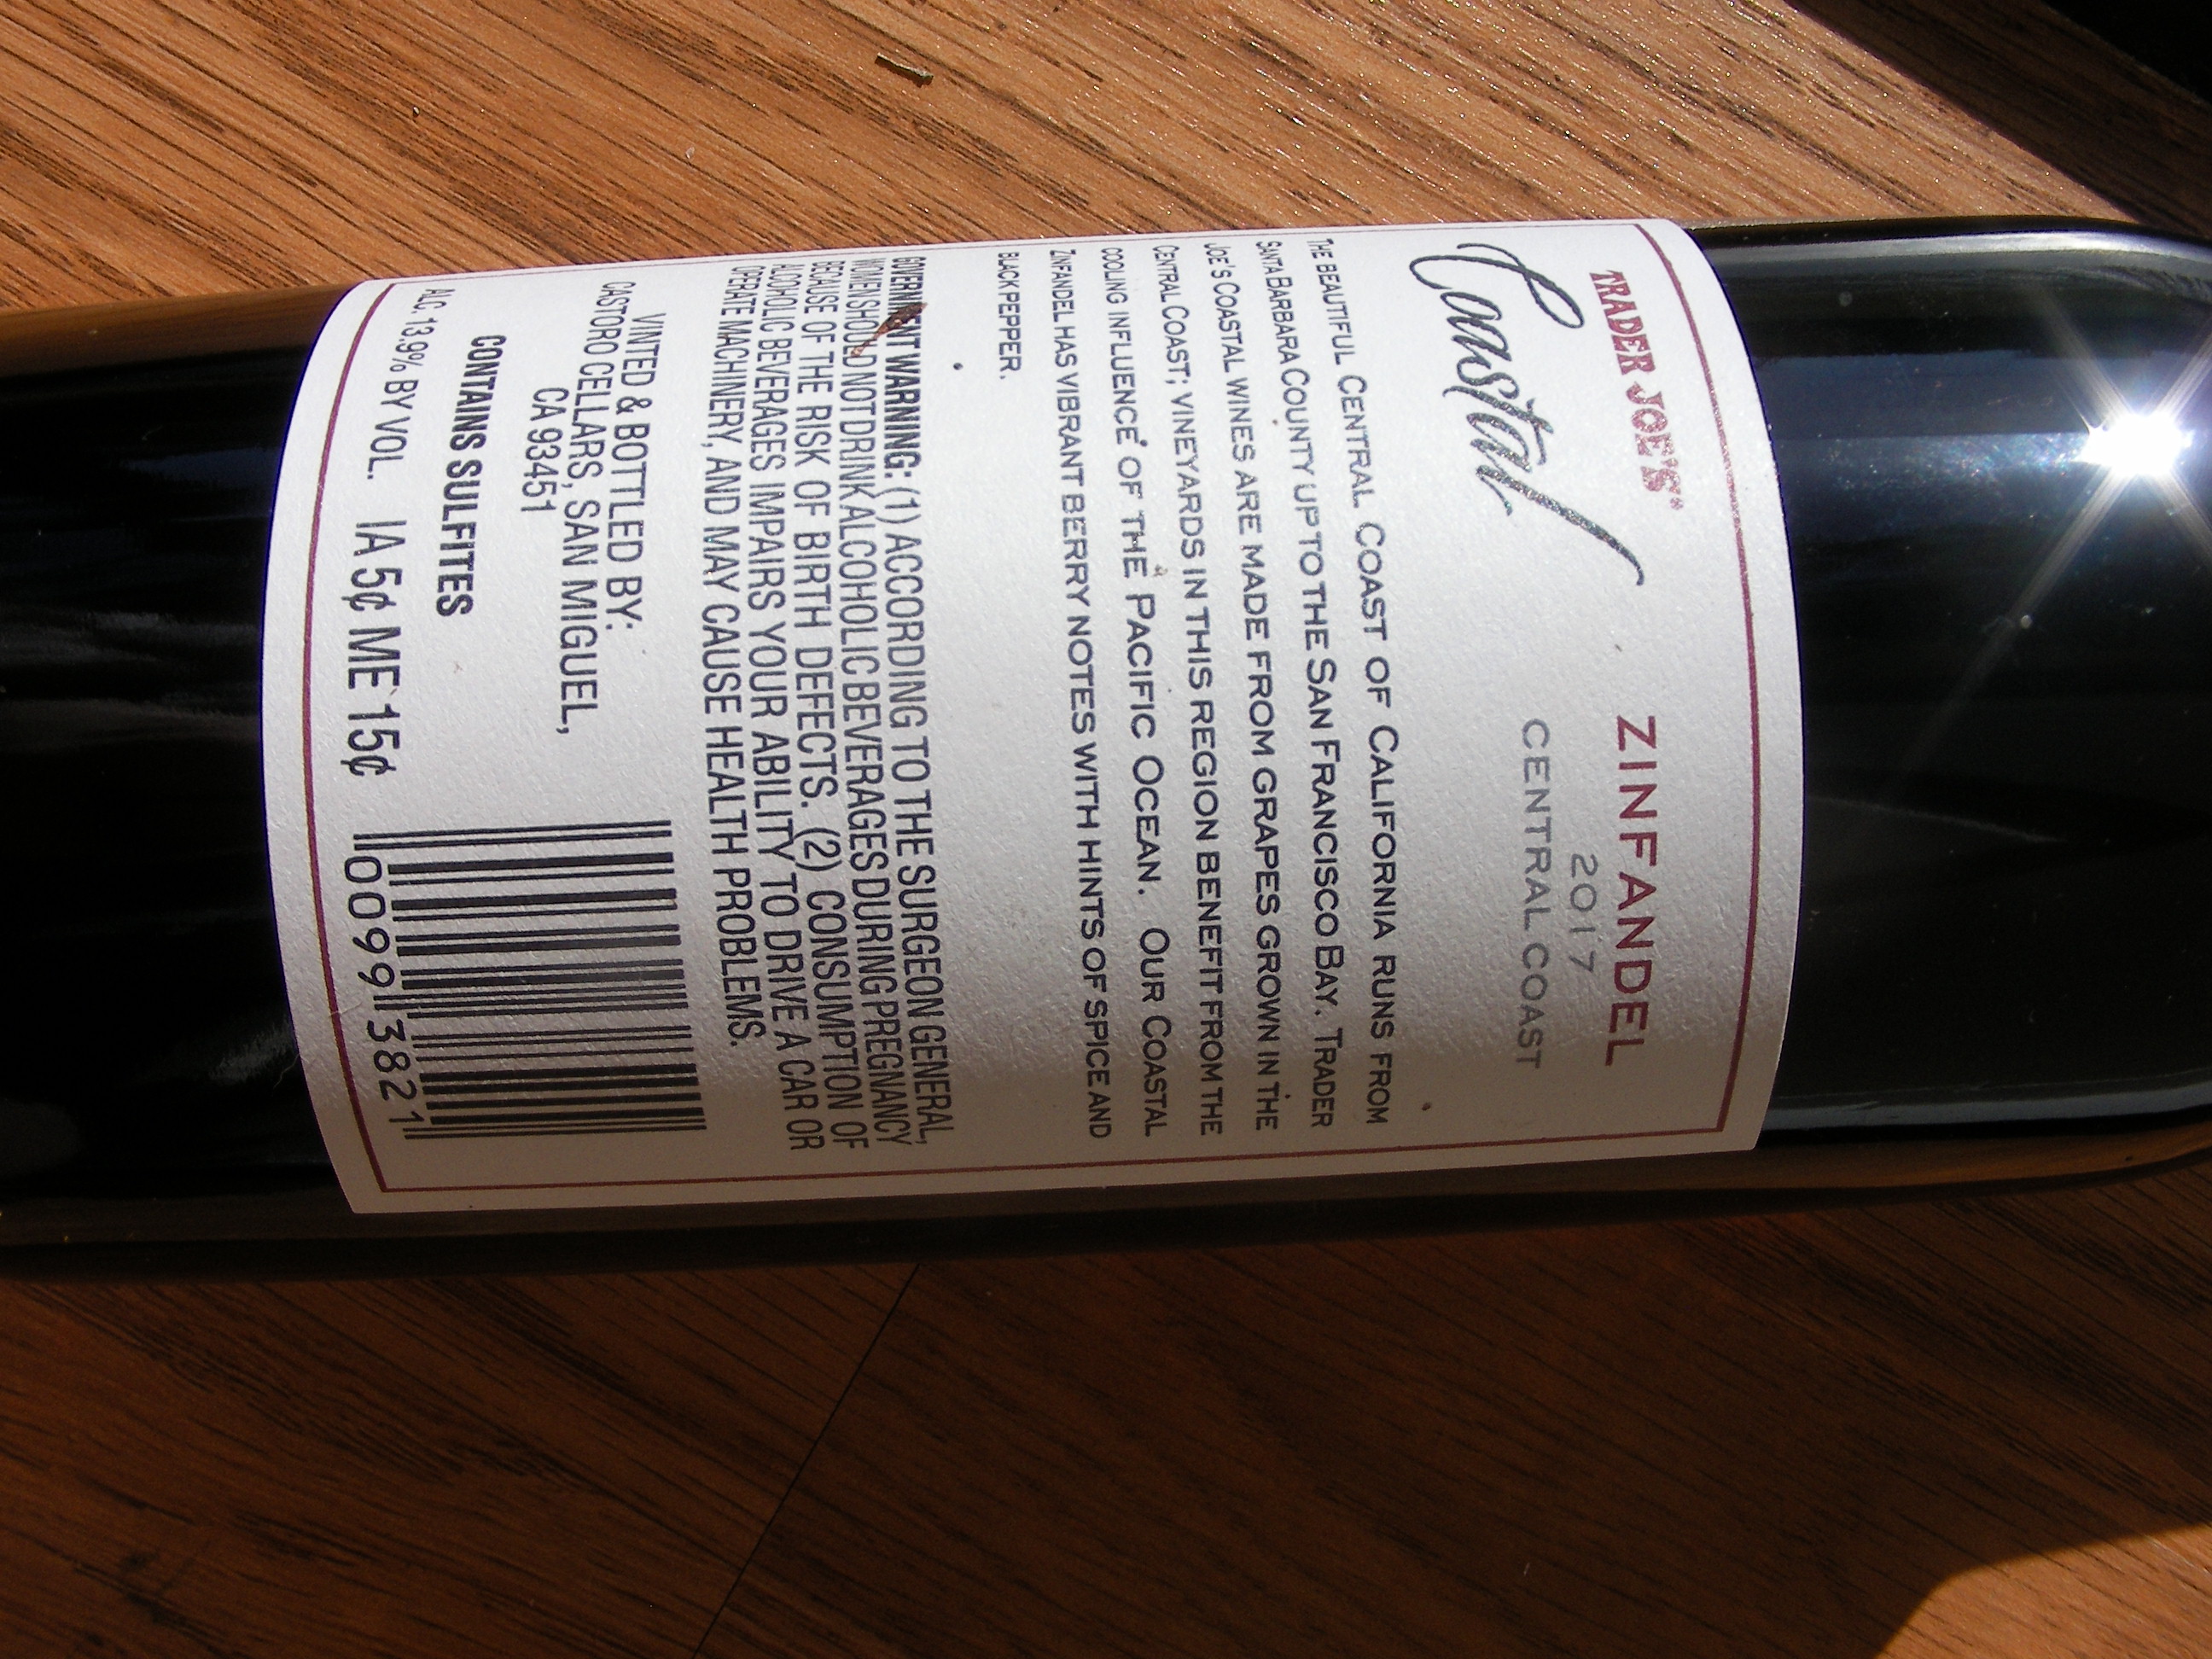 TRADER JOE'S®
Coastal
ZINFANDEL
2017
CENTRAL COAST
THE BEAUTIFUL CENTRAL COAST OF CALIFORNIA RUNS FROM
SANTA BARBARA COUNTY UP TO THE SAN FRANCISCO BAY. TRADER
JOE'S COASTAL WINES ARE MADE FROM GRAPES GROWN IN THE
CENTRAL COAST; VINEYARDS IN THIS REGION BENEFIT FROM THE
COOLING INFLUENCE OF THE PACIFIC OCEAN. OUR COASTAL
ZINFANDEL HAS VIBRANT BERRY NOTES WITH HINTS OF SPICE AND
BLACK PEPPER.
GOVERNMENT WARNING: (1) ACCORDING TO THE SURGEON GENERAL,
WOMEN SHOULD NOT DRINK ALCOHOLIC BEVERAGES DURING PREGNANCY
BECAUSE OF THE RISK OF BIRTH DEFECTS. (2) CONSUMPTION OF
ALCOHOLIC BEVERAGES IMPAIRS YOUR ABILITY TO DRIVE A CAR OR
OPERATE MACHINERY, AND MAY CAUSE HEALTH PROBLEMS.
VINTED & BOTTLED BY:
CASTORO CELLARS, SAN MIGUEL,
CA 93451
CONTAINS SULFITES
ALC. 13.9% BY VOL. IA 5¢ ME 15¢
00993821